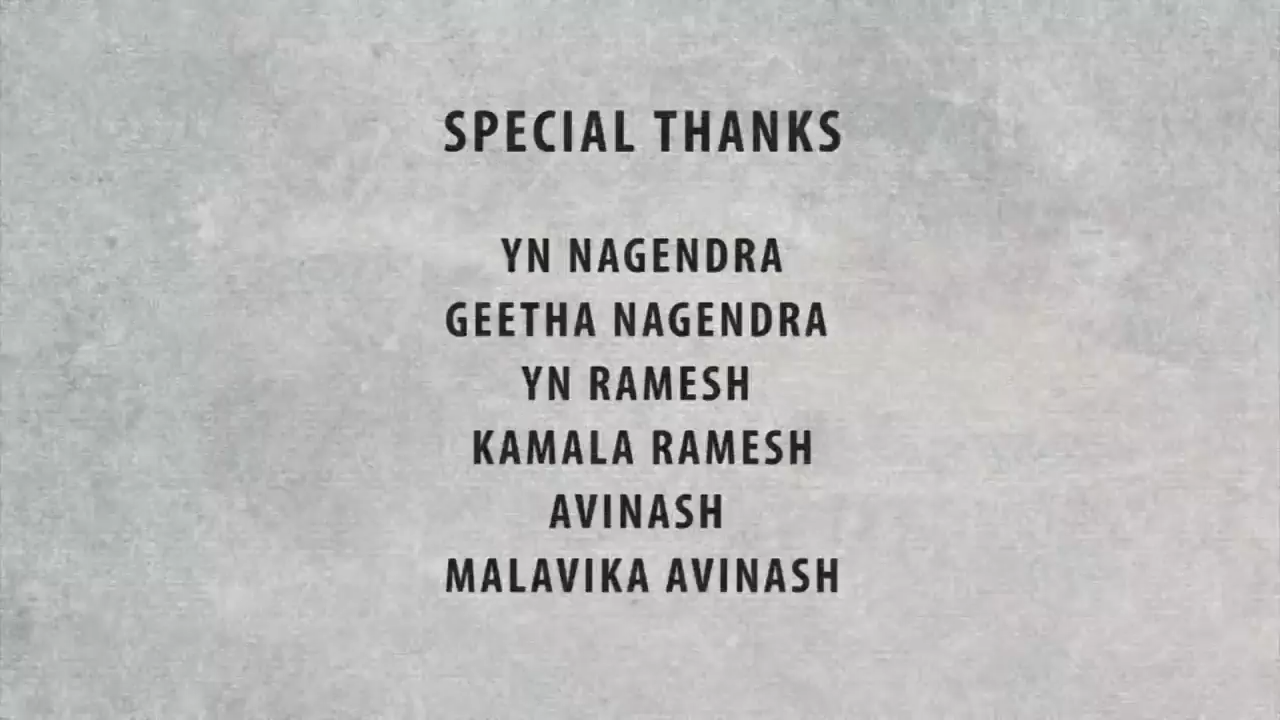 SPECIAL THANKS
YN NAGENDRA
GEETHA NAGENDRA
YN RAMESH
KAMALA RAMESH
AVINASH
MALAVIKA AVINASH